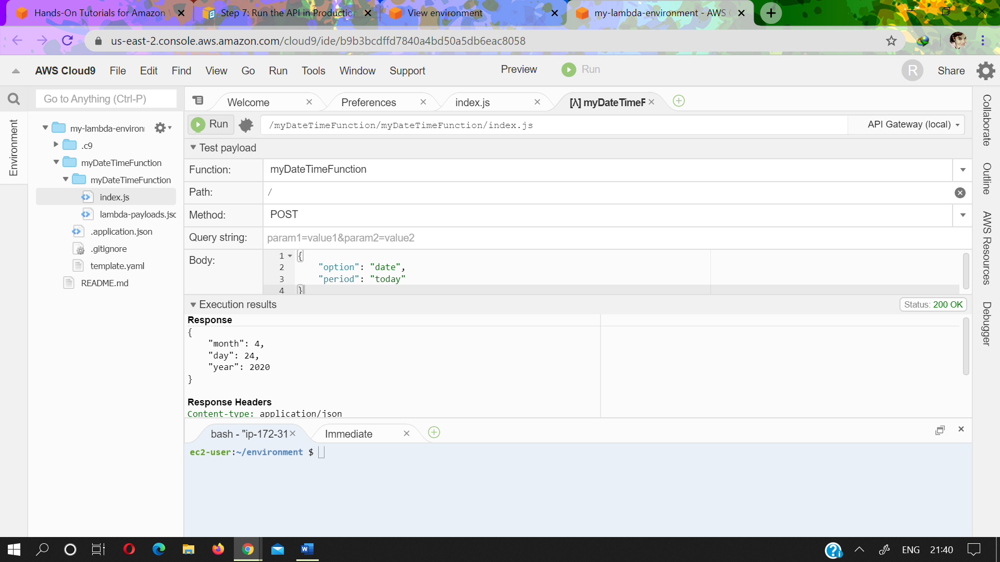 Hands-On Tutorials for Amazon
Step 7: Run the API in Production
View environment
my-lambda-environment - AWS
us-east-2.console.aws.amazon.com/cloud9/ide/b9b3bcdffd7840a4bd50a5db6eac8058
AWS Cloud9 File Edit Find View Go Run Tools Window Support Preview Run R Share
Go to Anything (Ctrl-P)
Welcome Preferences index.js [λ] myDateTimeF
Environment
my-lambda-environ
.c9
myDateTimeFunction
myDateTimeFunction
index.js
lambda-payloads.jsc
.application.json
.gitignore
template.yaml
README.md
Run /myDateTimeFunction/myDateTimeFunction/index.js API Gateway (local)
Test payload
Function: myDateTimeFunction
Path: /
Method: POST
Query string: param1=value1&param2=value2
Body:
1 {
2 "option": "date",
3 "period": "today"
4 }
Execution results Status: 200 OK
Response
{
"month": 4,
"day": 24,
"year": 2020
}
Response Headers
Content-type: application/json
bash - "ip-172-31 Immediate
ec2-user:~/environment $
Collaborate
Outline
AWS Resources
Debugger
W
ENG 21:40